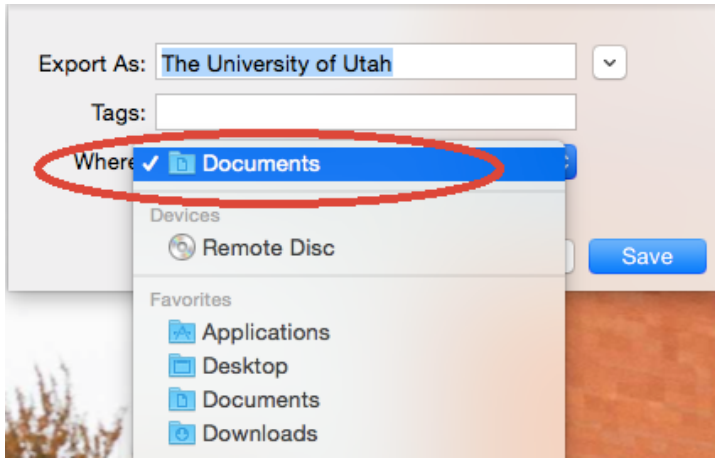 Export As: The University of Utah
Tags:
Where ✓ Documents
Devices
Remote Disc
Save
Favorites
Applications
Desktop
Documents
Downloads